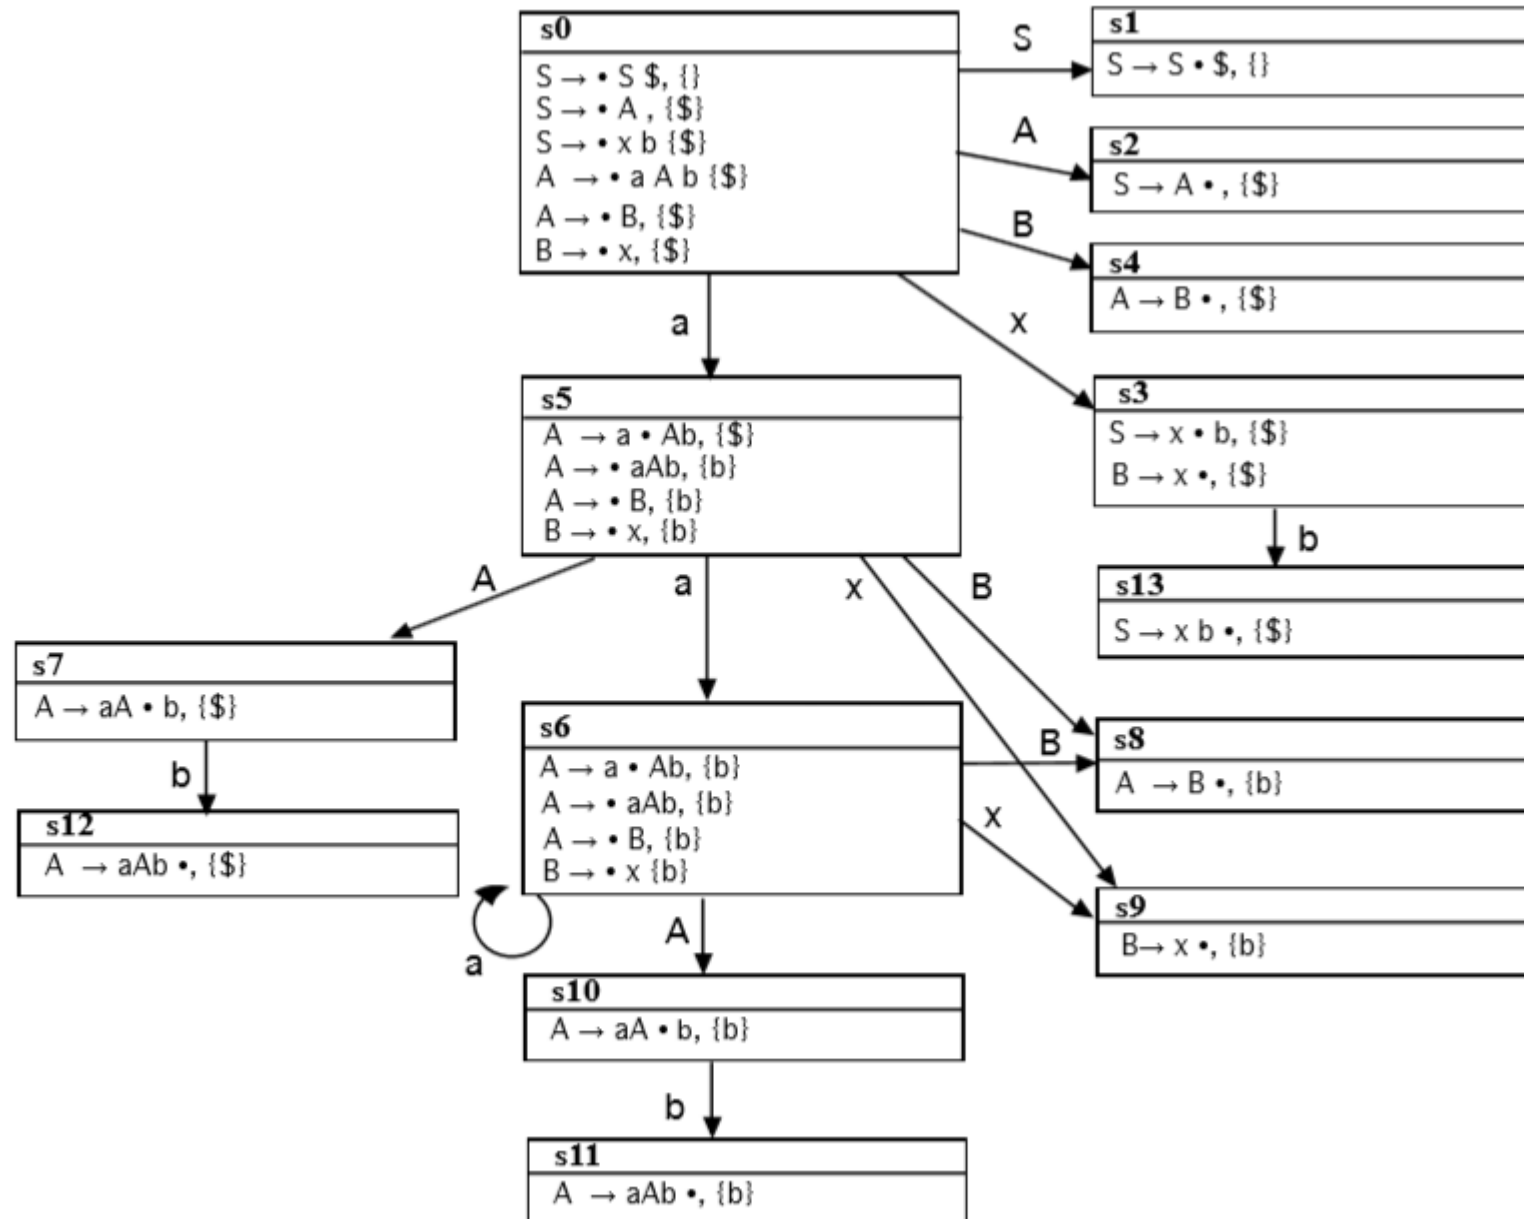 s0
S → • S $, {}
S → • A , {$}
S → • x b {$}
A → • a A b {$}
A → • B, {$}
B → • x, {$}
S
s1
S → S • $, {}
A
s2
S → A • , {$}
B
s4
A → B • , {$}
a
x
s5
A → a • Ab, {$}
A → • aAb, {b}
A → • B, {b}
B → • x, {b}
s3
S → x • b, {$}
B → x •, {$}
b
s13
S → x b •, {$}
A
a
x
B
s7
A → aA • b, {$}
b
s12
A → aAb •, {$}
s6
A → a • Ab, {b}
A → • aAb, {b}
A → • B, {b}
B → • x {b}
B
s8
A → B •, {b}
x
s9
B→ x •, {b}
a
A
s10
A → aA • b, {b}
b
s11
A → aAb •, {b}